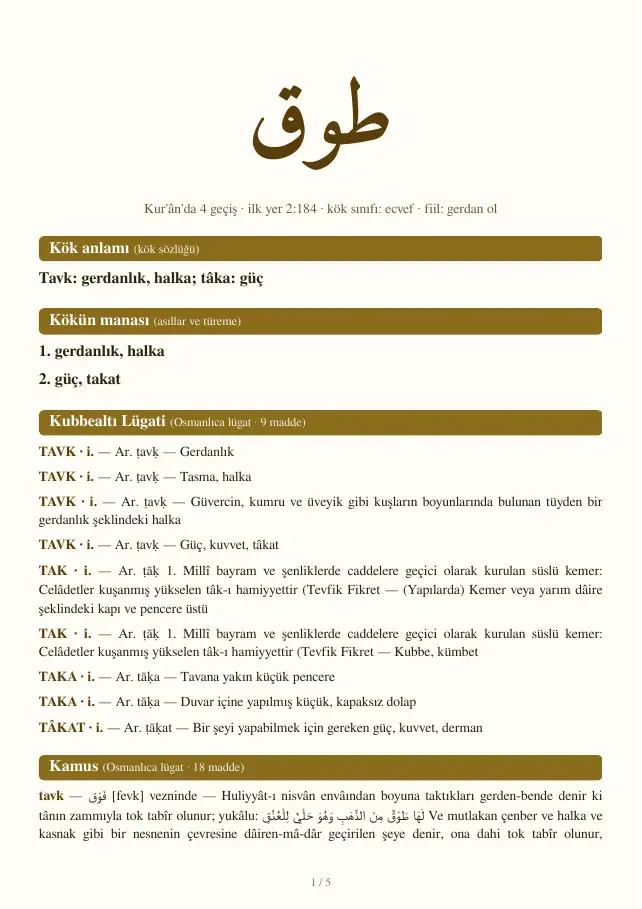 طوق
Kur'ân'da 4 geçiş · ilk yer 2:184 · kök sınıfı: ecvef · fiil: gerdan ol
Kök anlamı (kök sözlüğü)
Tavk: gerdanlık, halka; tâka: güç
Kökün manası (asıllar ve türeme)
1. gerdanlık, halka
2. güç, takat
Kubbealtı Lügati (Osmanlıca lügat · 9 madde)
TAVK · i. — Ar. ṭavḳ — Gerdanlık
TAVK · i. — Ar. ṭavḳ — Tasma, halka
TAVK · i. — Ar. ṭavḳ — Güvercin, kumru ve üveyik gibi kuşların boyunlarında bulunan tüyden bir
gerdanlık şeklindeki halka
TAVK · i. — Ar. ṭavḳ — Güç, kuvvet, tâkat
TAK · i. — Ar. ṭāḳ 1. Millî bayram ve şenliklerde caddelere geçici olarak kurulan süslü kemer:
Celâdetler kuşanmış yükselen tâk-ı hamiyyettir (Tevfik Fikret — (Yapılarda) Kemer veya yarım dâire
şeklindeki kapı ve pencere üstü
TAK · i. — Ar. ṭāḳ 1. Millî bayram ve şenliklerde caddelere geçici olarak kurulan süslü kemer:
Celâdetler kuşanmış yükselen tâk-ı hamiyyettir (Tevfik Fikret — Kubbe, kümbet
TAKA · i. — Ar. tāḳa — Tavana yakın küçük pencere
TAKA · i. — Ar. tāḳa — Duvar içine yapılmış küçük, kapaksız dolap
TÂKAT · i. — Ar. ṭāḳat — Bir şeyi yapabilmek için gereken güç, kuvvet, derman
Kamus (Osmanlıca lügat · 18 madde)
tavk — فَوْق [fevk] vezninde — Huliyyât-ı nisvân envâından boyuna taktıkları gerden-bende denir ki
tânın zammıyla tok tabîr olunur; yukâlu: لَهَا طَوْقٌ مِنَ الذَّهَبِ وَهُوَ حَلْيٌ لِلْعُنُقِ Ve mutlakan çenber ve halka ve
kasnak gibi bir nesnenin çevresine dâiren-mâ-dâr geçirilen şeye denir, ona dahi tok tabîr olunur,
1 / 5